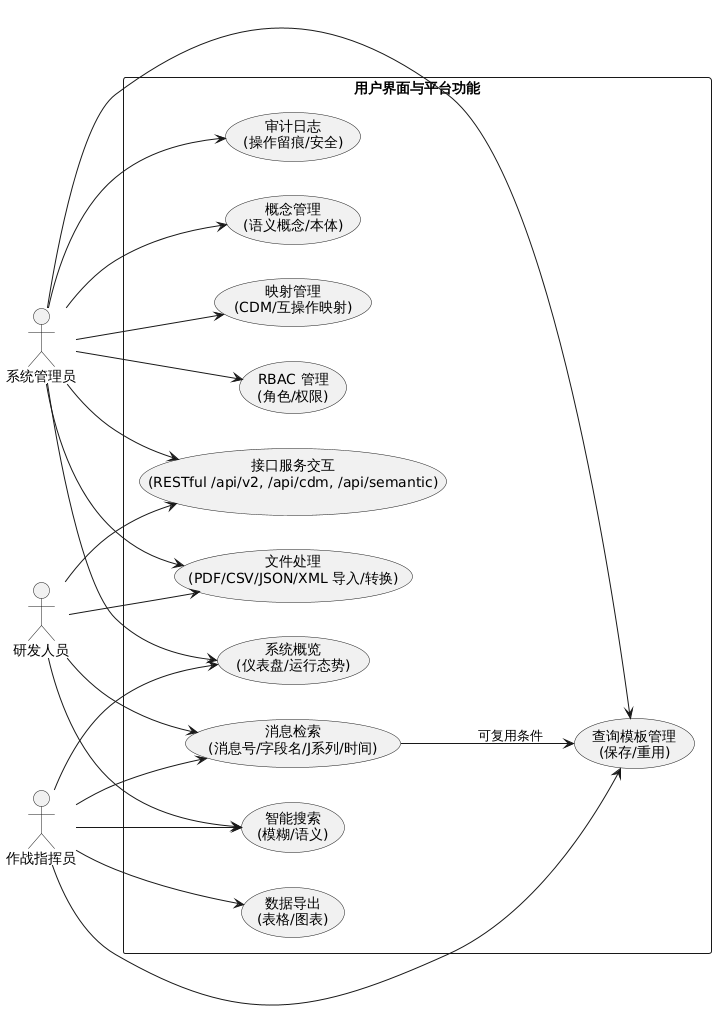 用户界面与平台功能
审计日志
(操作留痕/安全)
概念管理
(语义概念/本体)
映射管理
(CDM/互操作映射)
系统管理员
RBAC 管理
(角色/权限)
接口服务交互
(RESTful /api/v2, /api/cdm, /api/semantic)
文件处理
(PDF/CSV/JSON/XML 导入/转换)
研发人员
系统概览
(仪表盘/运行态势)
消息检索
(消息号/字段名/J系列/时间)
可复用条件
查询模板管理
(保存/重用)
智能搜索
(模糊/语义)
作战指挥员
数据导出
(表格/图表)